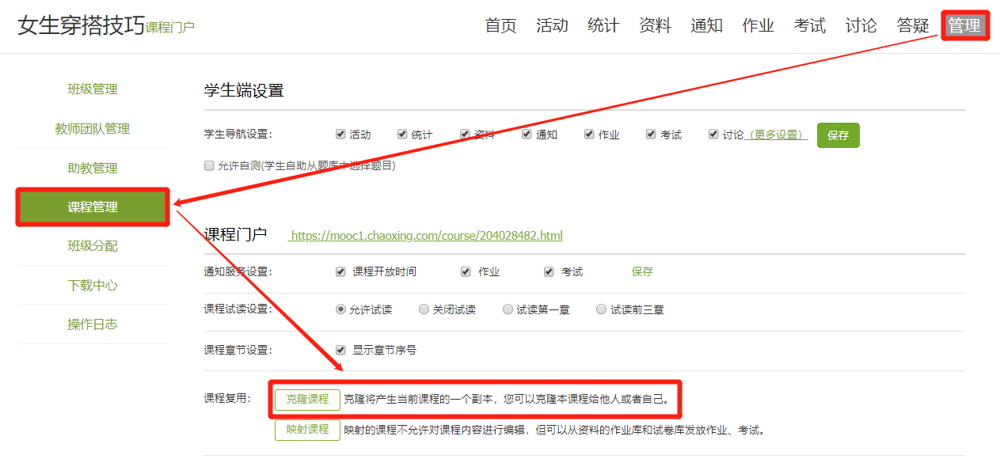 女生穿搭技巧课程门户
首页 活动 统计 资料 通知 作业 考试 讨论 答疑 管理
班级管理
教师团队管理
助教管理
课程管理
班级分配
下载中心
操作日志
学生端设置
学生导航设置： 活动 统计 资料 通知 作业 考试 讨论（更多设置） 保存
允许自测(学生自助从题库中选择题目)
课程门户 https://mooc1.chaoxing.com/course/204028482.html
通知服务设置： 课程开放时间 作业 考试 保存
课程试读设置： 允许试读 关闭试读 试读第一章 试读前三章
课程章节设置： 显示章节序号
课程复用： 克隆课程 克隆将产生当前课程的一个副本，您可以克隆本课程给他人或者自己。
映射课程 映射的课程不允许对课程内容进行编辑，但可以从资料的作业库和试卷库发放作业、考试。